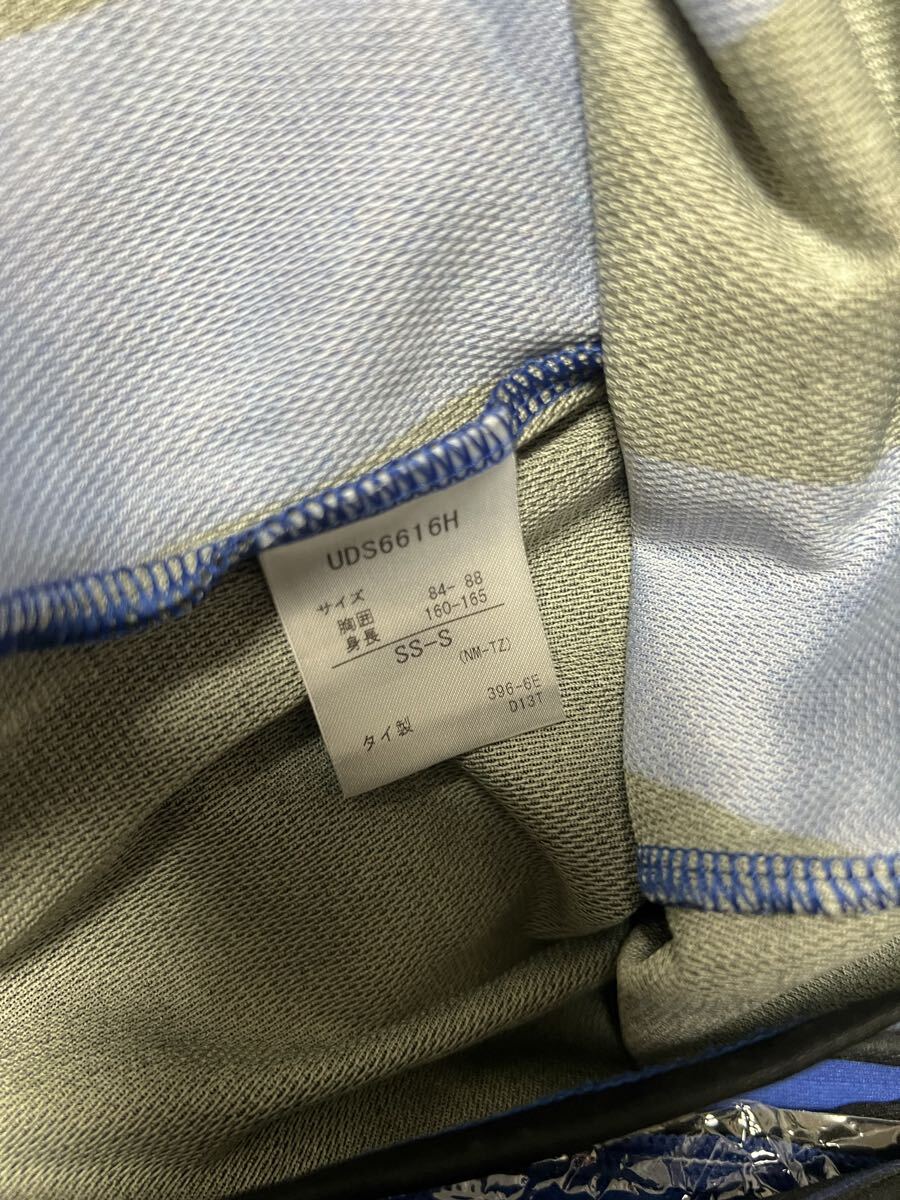 UDS6616H
サイズ
胸囲 84- 88
身長 160-165
SS-S
(NM-TZ)
396-6E
D13T
タイ製